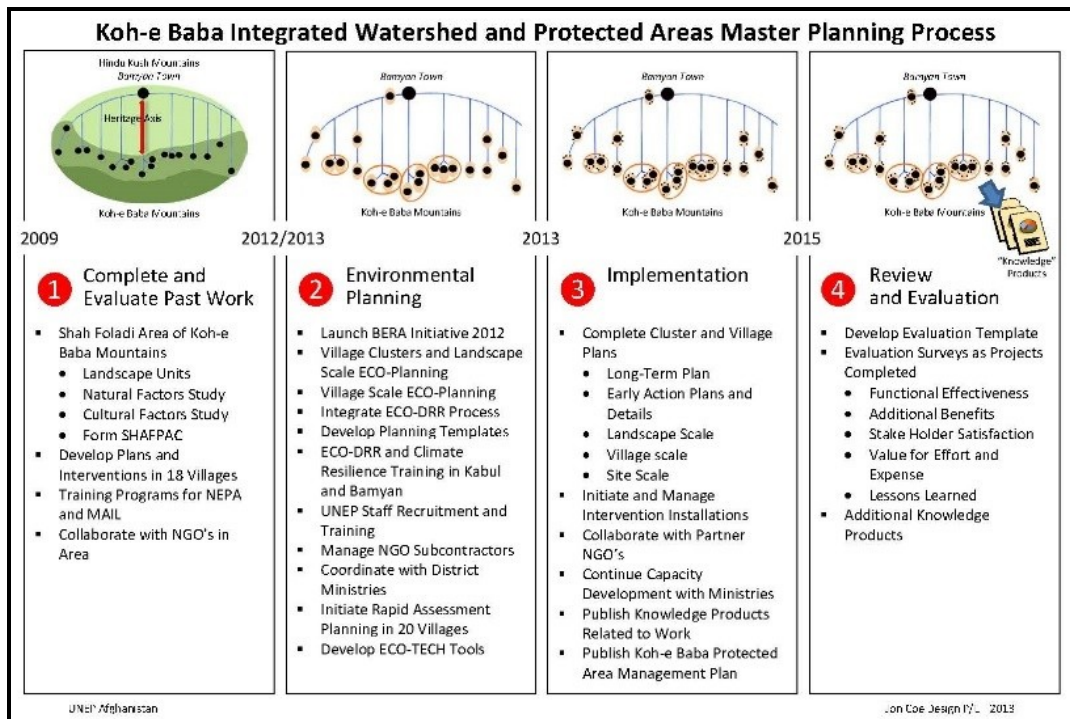 Koh-e Baba Integrated Watershed and Protected Areas Master Planning Process
Hindu Kush Mountains
Bamyan Town
Heritage Axis
Koh-e Baba Mountains
Bamyan Town
Koh-e Baba Mountains
Bamyan Town
Koh-e Baba Mountains
Bamyan Town
Koh-e Baba Mountains
"Knowledge"
Products
2009
2012/2013
2013
2015
1 Complete and
Evaluate Past Work
▪ Shah Foladi Area of Koh-e
Baba Mountains
• Landscape Units
• Natural Factors Study
• Cultural Factors Study
• Form SHAFPAC
▪ Develop Plans and
Interventions in 18 Villages
▪ Training Programs for NEPA
and MAIL
▪ Collaborate with NGO's in
Area
2 Environmental
Planning
▪ Launch BERA Initiative 2012
▪ Village Clusters and Landscape
Scale ECO-Planning
▪ Village Scale ECO-Planning
▪ Integrate ECO-DRR Process
▪ Develop Planning Templates
▪ ECO-DRR and Climate
Resilience Training in Kabul
and Bamyan
▪ UNEP Staff Recruitment and
Training
▪ Manage NGO Subcontractors
▪ Coordinate with District
Ministries
▪ Initiate Rapid Assessment
Planning in 20 Villages
▪ Develop ECO-TECH Tools
3 Implementation
▪ Complete Cluster and Village
Plans
• Long-Term Plan
• Early Action Plans and
Details
• Landscape Scale
• Village scale
• Site Scale
▪ Initiate and Manage
Intervention Installations
▪ Collaborate with Partner
NGO's
▪ Continue Capacity
Development with Ministries
▪ Publish Knowledge Products
Related to Work
▪ Publish Koh-e Baba Protected
Area Management Plan
4 Review
and Evaluation
▪ Develop Evaluation Template
▪ Evaluation Surveys as Projects
Completed
• Functional Effectiveness
• Additional Benefits
• Stake Holder Satisfaction
• Value for Effort and
Expense
• Lessons Learned
▪ Additional Knowledge
Products
UNEP Afghanistan
Jon Coe Design P/L 2013